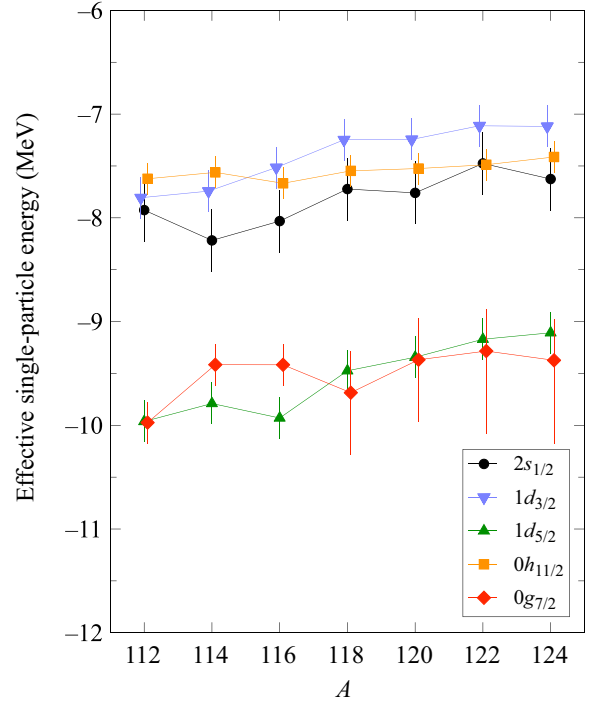 Effective single-particle energy (MeV)
−6
−7
−8
−9
−10
−11
−12
2s1/2
1d3/2
1d5/2
0h11/2
0g7/2
112 114 116 118 120 122 124
A